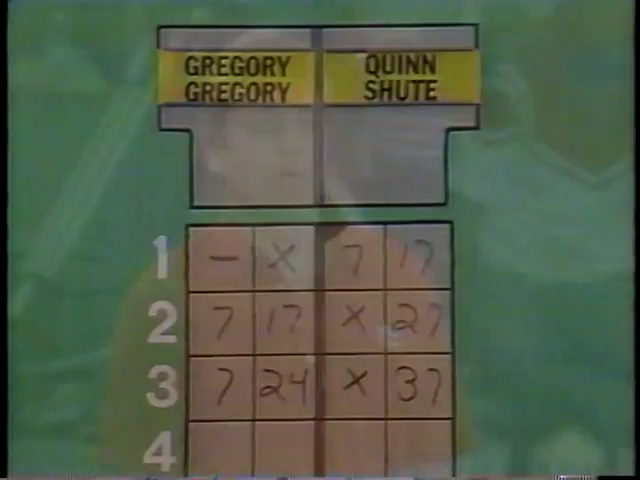 GREGORY GREGORY
QUINN SHUTE
1 - X 7 17
2 7 17 X 27
3 7 24 X 37
4